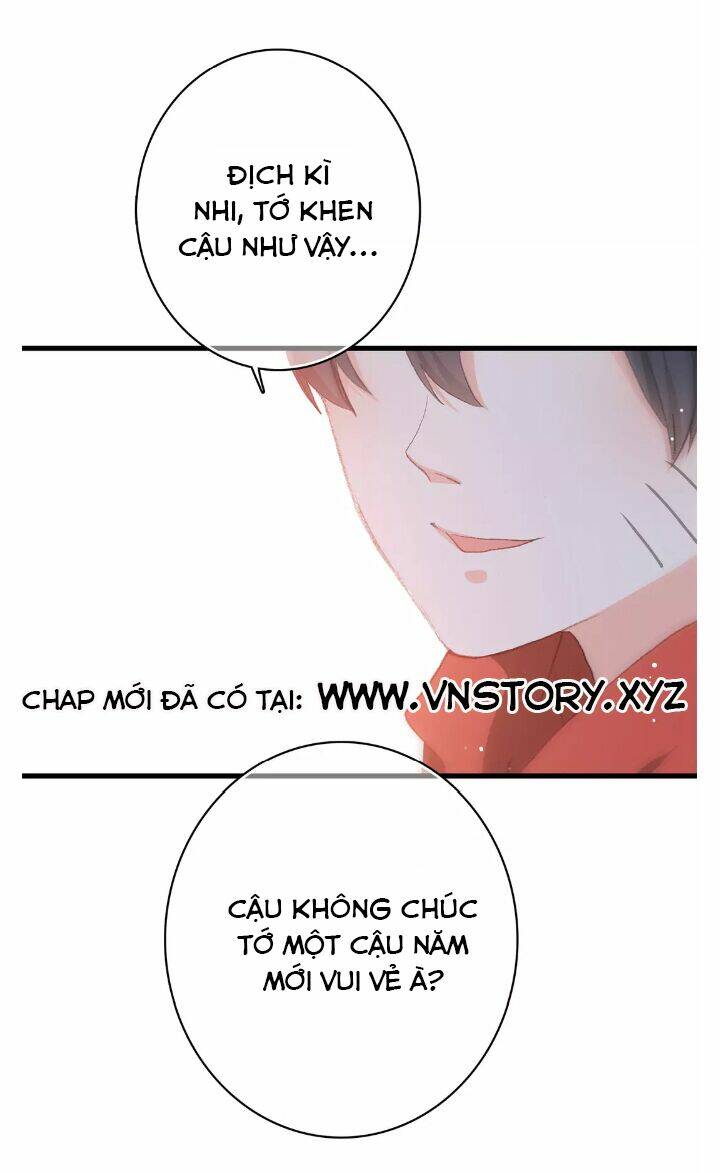 ĐỊCH KÌ
NHI, TỚ KHEN
CẬU NHƯ VẬY...
CHAP MỚI ĐÃ CÓ TẠI: WWW.VNSTORY.XYZ
CẬU KHÔNG CHÚC
TỚ MỘT CẬU NĂM
MỚI VUI VẺ À?